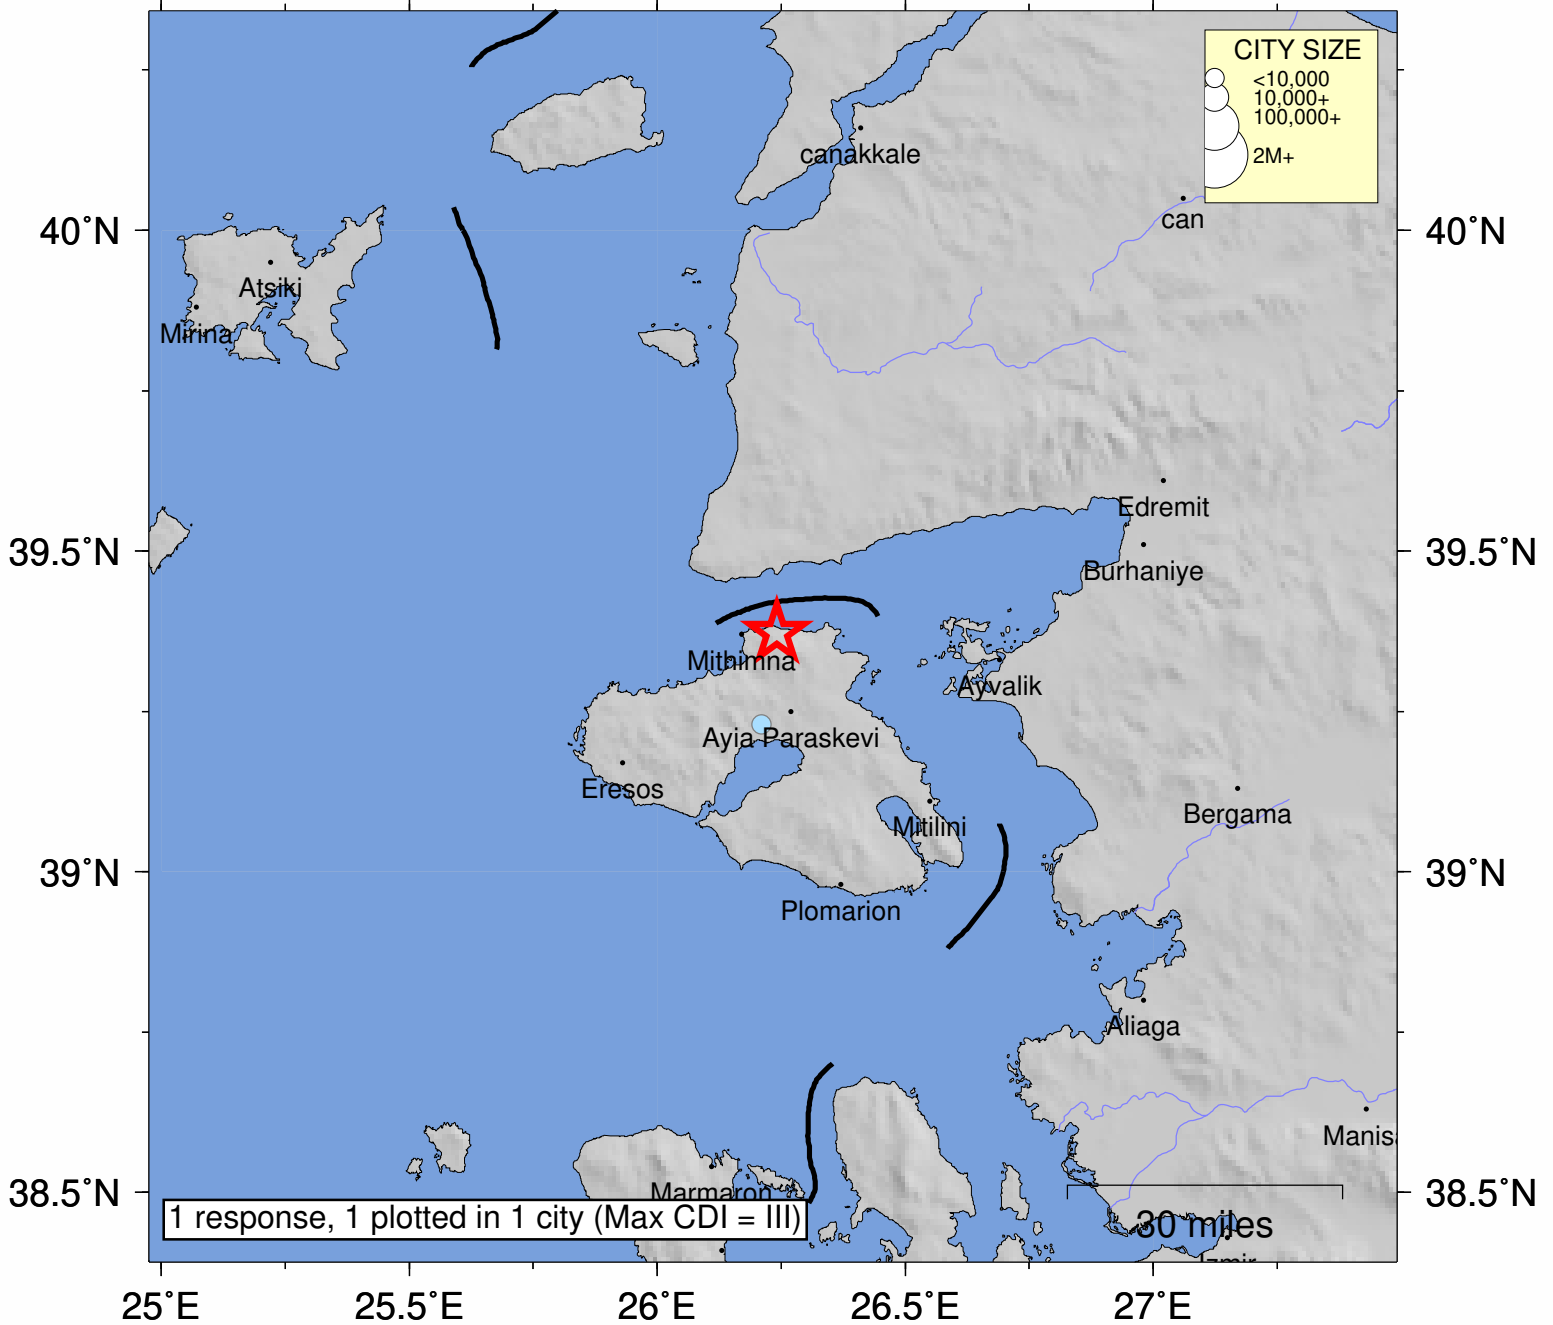 CITY SIZE
<10,000
10,000+
100,000+
2M+
canakkale
can
40°N
40°N
Atsiki
Mirina
Edremit
39.5°N
39.5°N
Burhaniye
Mithimna
Ayvalik
Ayia Paraskevi
Eresos
Bergama
Mitilini
39°N
39°N
Plomarion
Aliaga
Manisa
Marmaron
38.5°N
38.5°N
1 response, 1 plotted in 1 city (Max CDI = III)
30 miles
Izmir
25°E
25.5°E
26°E
26.5°E
27°E